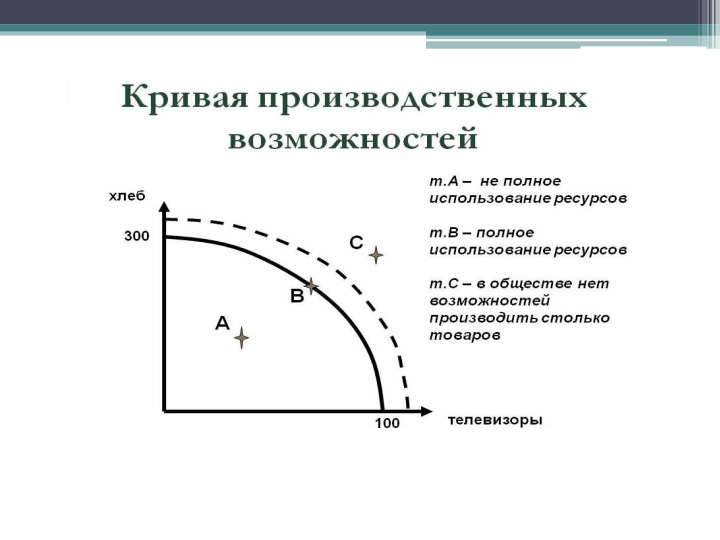 Кривая производственных
возможностей
хлеб
300
А
В
С
100
телевизоры
т.А – не полное
использование ресурсов
т.В – полное
использование ресурсов
т.С – в обществе нет
возможностей
производить столько
товаров